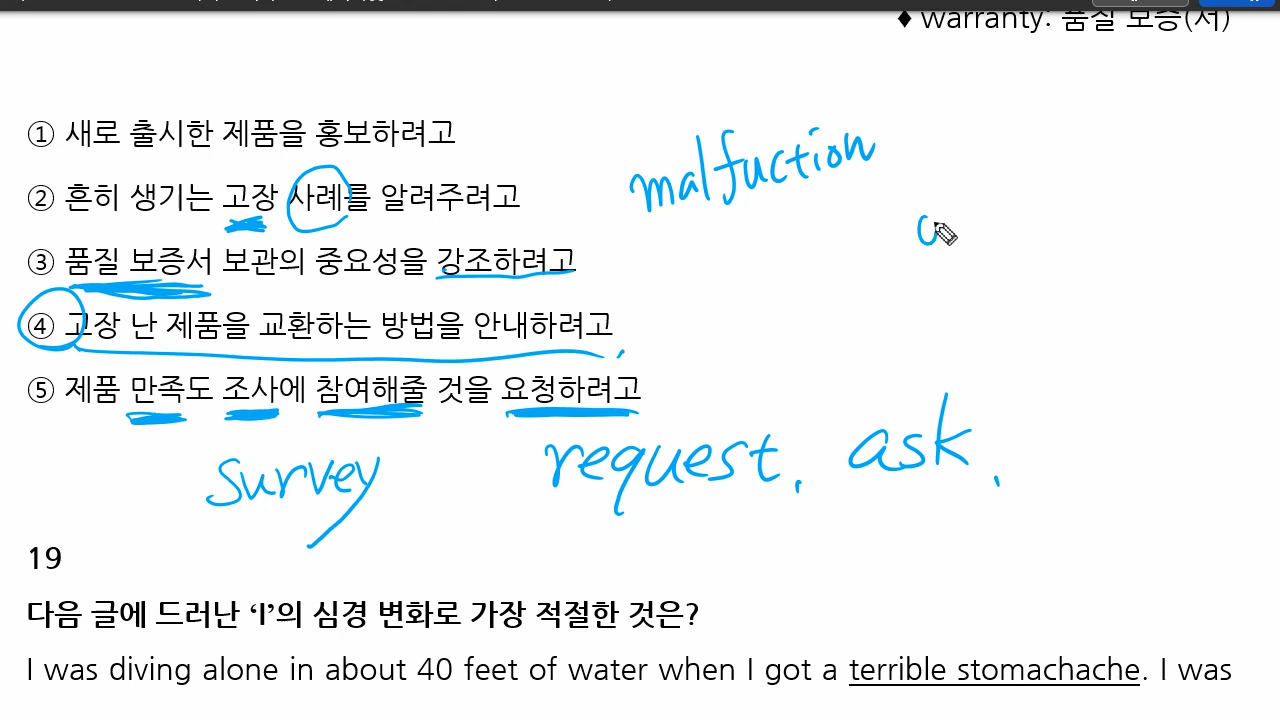 ♦ warranty: 품질 보증(서)
① 새로 출시한 제품을 홍보하려고
malfuction
② 흔히 생기는 고장 사례를 알려주려고
③ 품질 보증서 보관의 중요성을 강조하려고
④ 고장 난 제품을 교환하는 방법을 안내하려고
⑤ 제품 만족도 조사에 참여해줄 것을 요청하려고
survey request, ask,
19
다음 글에 드러난 ‘I’의 심경 변화로 가장 적절한 것은?
I was diving alone in about 40 feet of water when I got a terrible stomachache. I was